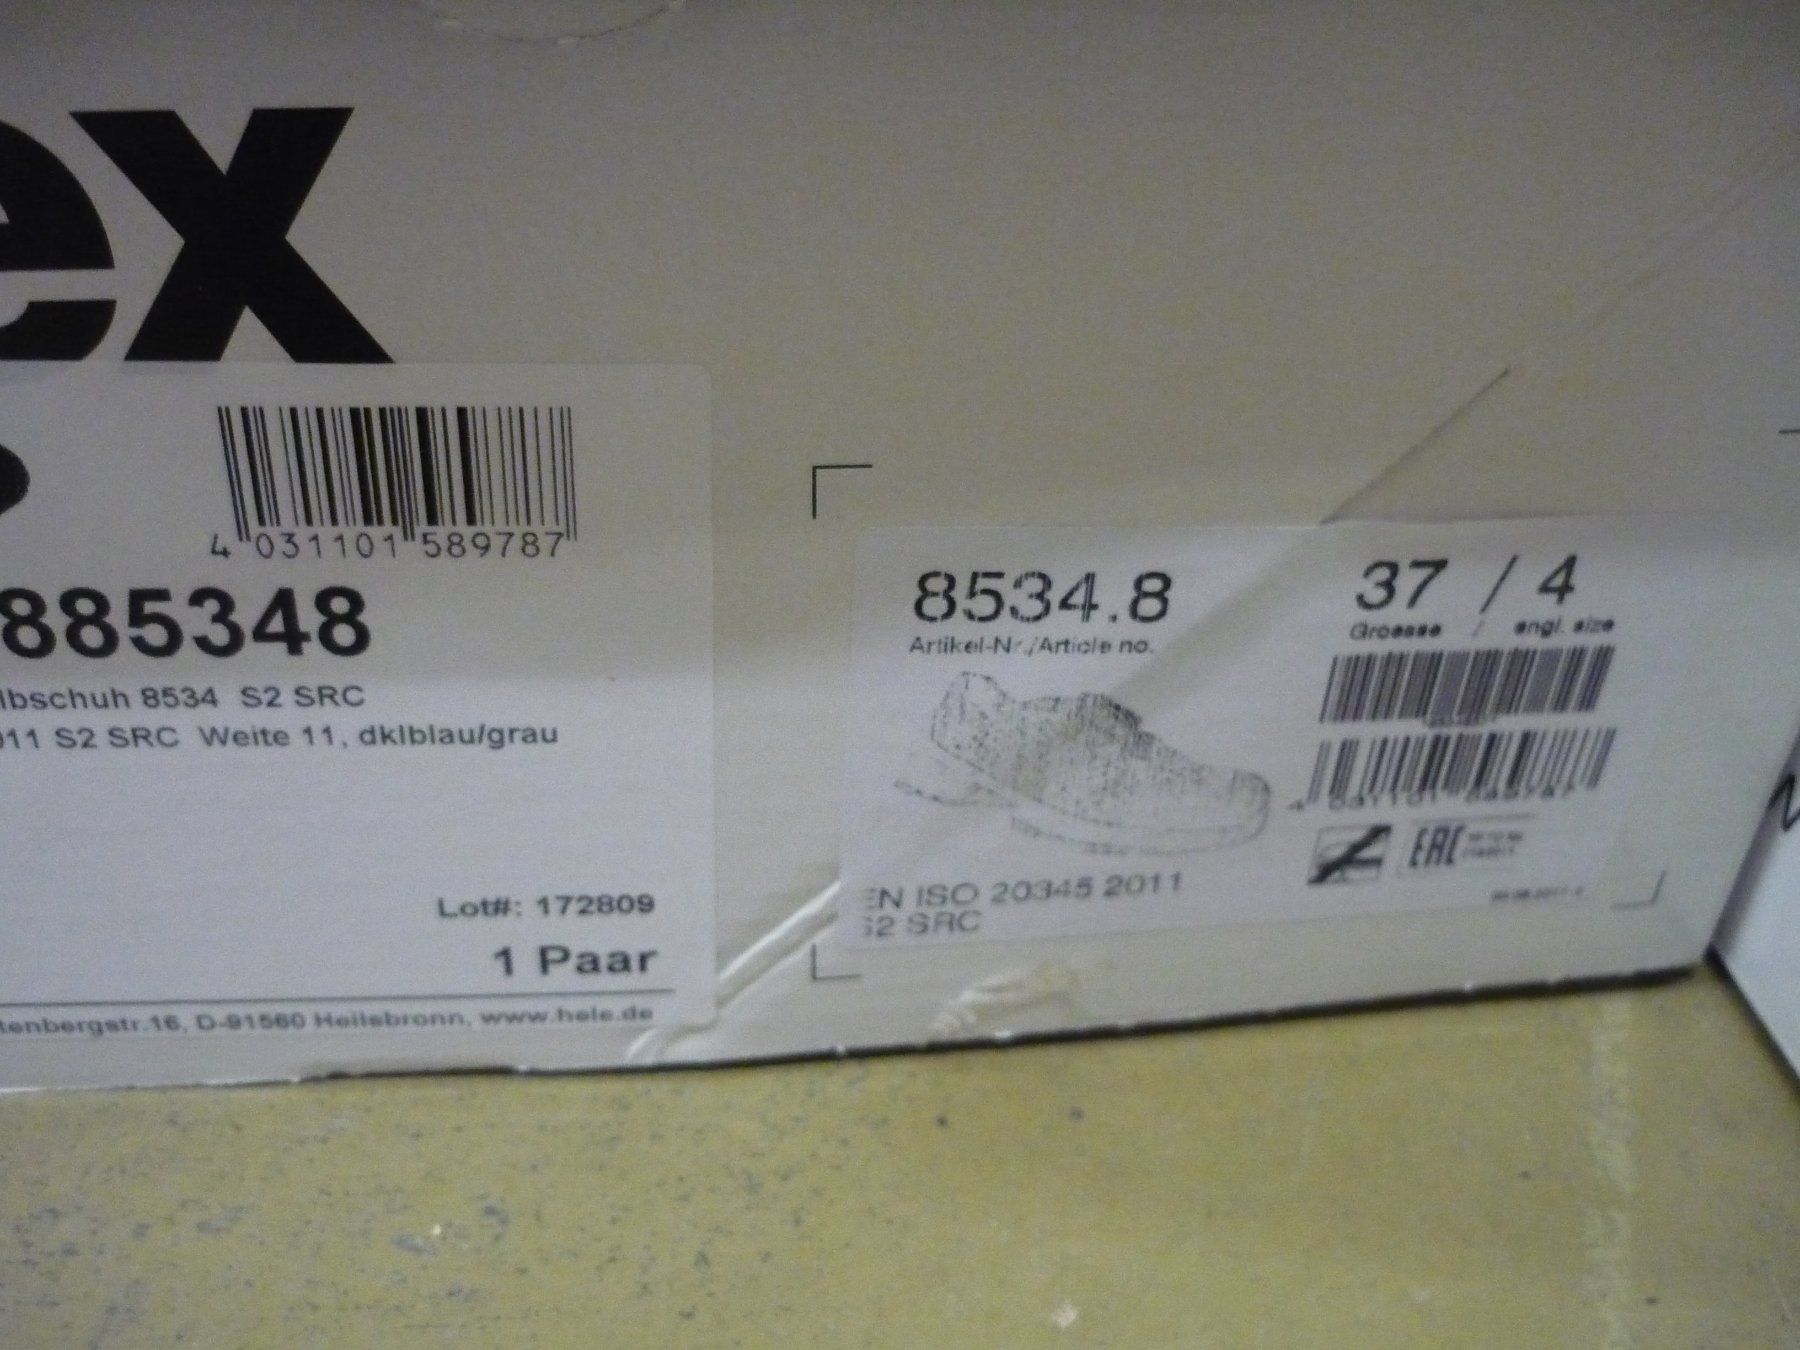 ex
4 031101 589787
885348
lbschuh 8534 S2 SRC
011 S2 SRC Weite 11, dklblau/grau
Lot#: 172809
1 Paar
tenbergstr.16, D-91560 Heilsbronn, www.hele.de
8534.8
Artikel-Nr./Article no.
37 / 4
Groesse / engl. size
EAC
EN ISO 20345 2011
S2 SRC